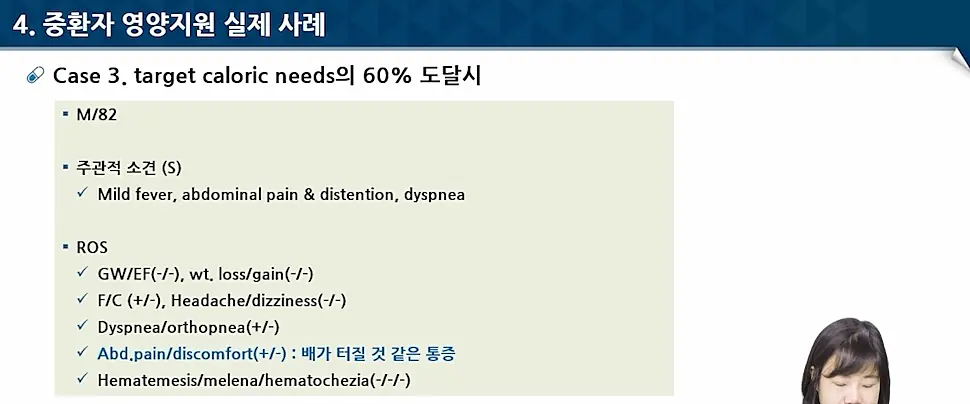 4. 중환자 영양지원 실제 사례
Case 3. target caloric needs의 60% 도달시
▪ M/82
▪ 주관적 소견 (S)
✓ Mild fever, abdominal pain & distention, dyspnea
▪ ROS
✓ GW/EF(-/-), wt. loss/gain(-/-)
✓ F/C (+/-), Headache/dizziness(-/-)
✓ Dyspnea/orthopnea(+/-)
✓ Abd.pain/discomfort(+/-) : 배가 터질 것 같은 통증
✓ Hematemesis/melena/hematochezia(-/-/-)